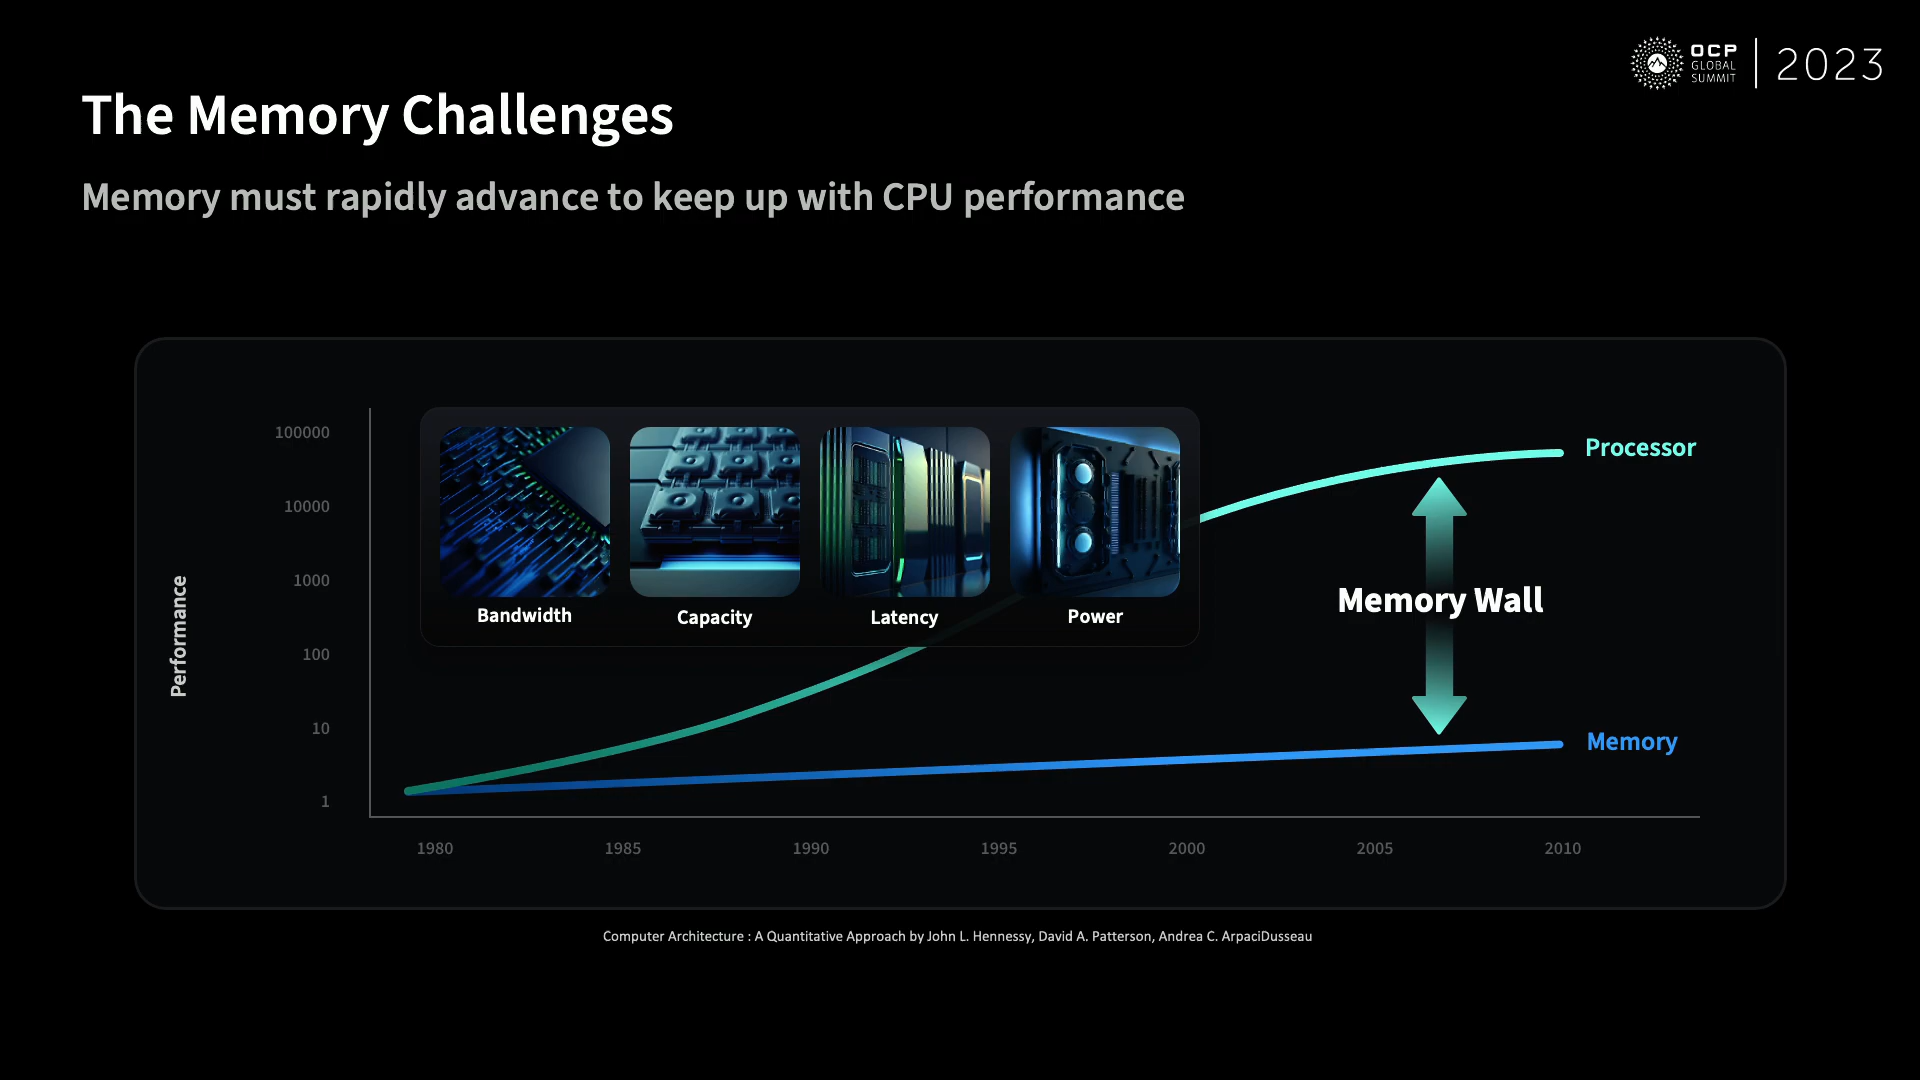 OCP
GLOBAL
SUMMIT
2023
The Memory Challenges
Memory must rapidly advance to keep up with CPU performance
Performance
100000
10000
1000
100
10
1
Bandwidth
Capacity
Latency
Power
Processor
Memory Wall
Memory
1980
1985
1990
1995
2000
2005
2010
Computer Architecture : A Quantitative Approach by John L. Hennessy, David A. Patterson, Andrea C. ArpaciDusseau